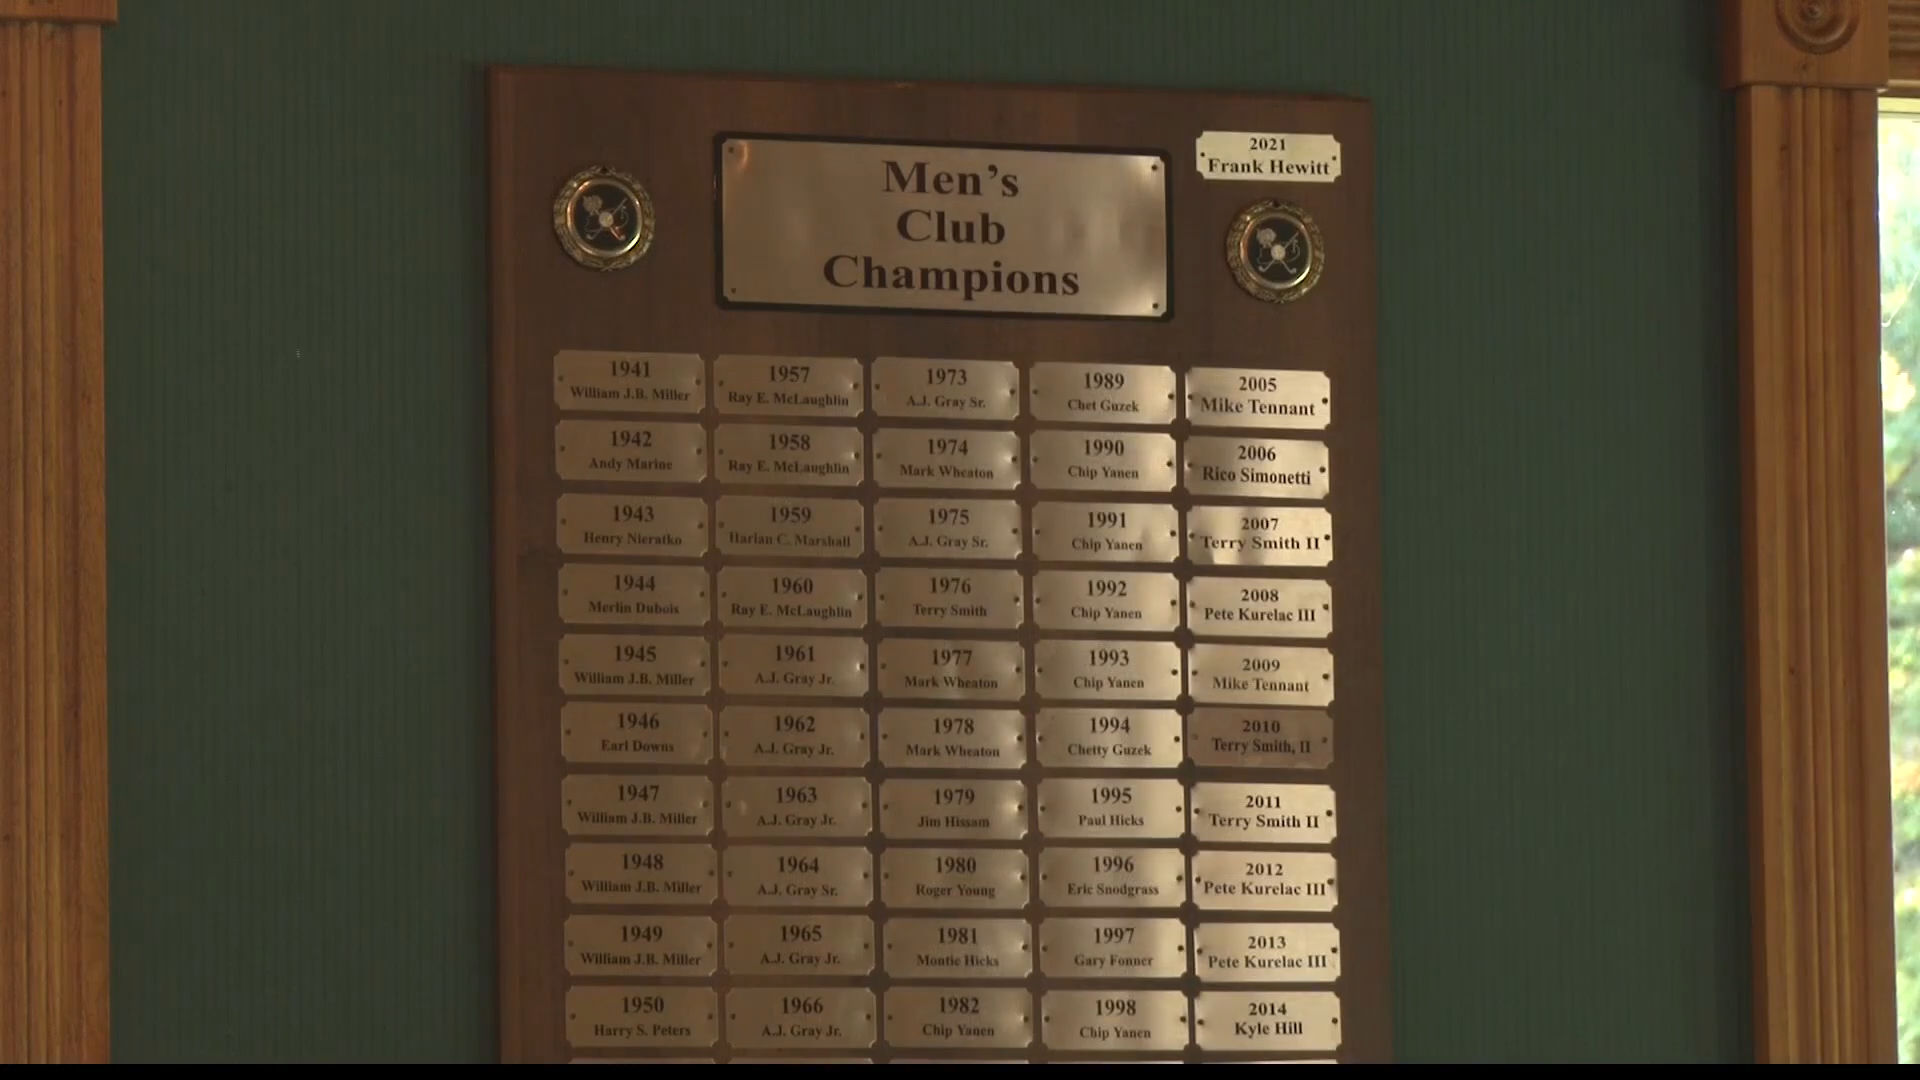 2021
Frank Hewitt
Men's
Club
Champions
1941
William J.B. Miller
1957
Ray E. McLaughlin
1973
A.J. Gray Sr.
1989
Chet Guzek
2005
Mike Tennant
1942
Andy Marine
1958
Ray E. McLaughlin
1974
Mark Wheaton
1990
Chip Yanen
2006
Rico Simonetti
1943
Henry Nieratko
1959
Harlan C. Marshall
1975
A.J. Gray Sr.
1991
Chip Yanen
2007
Terry Smith II
1944
Merlin Dubois
1960
Ray E. McLaughlin
1976
Terry Smith
1992
Chip Yanen
2008
Pete Kurelac III
1945
William J.B. Miller
1961
A.J. Gray Jr.
1977
Mark Wheaton
1993
Chip Yanen
2009
Mike Tennant
1946
Earl Downs
1962
A.J. Gray Jr.
1978
Mark Wheaton
1994
Chetty Guzek
2010
Terry Smith, II
1947
William J.B. Miller
1963
A.J. Gray Jr.
1979
Jim Hissam
1995
Paul Hicks
2011
Terry Smith II
1948
William J.B. Miller
1964
A.J. Gray Sr.
1980
Roger Young
1996
Eric Snodgrass
2012
Pete Kurelac III
1949
William J.B. Miller
1965
A.J. Gray Jr.
1981
Montie Hicks
1997
Gary Fonner
2013
Pete Kurelac III
1950
Harry S. Peters
1966
A.J. Gray Jr.
1982
Chip Yanen
1998
Chip Yanen
2014
Kyle Hill